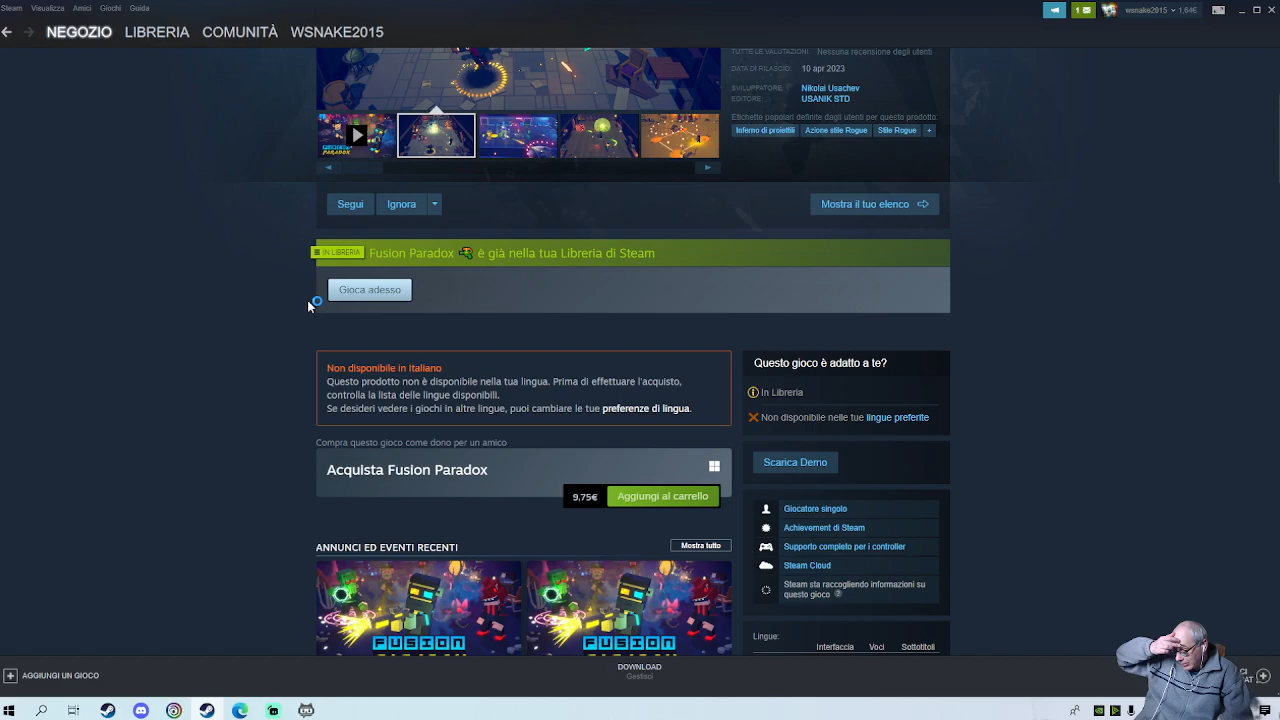 Steam Visualizza Amici Giochi Guida
1
wsnake2015 1,64€
NEGOZIO LIBRERIA COMUNITÀ WSNAKE2015
TUTTE LE VALUTAZIONI: Nessuna recensione degli utenti
DATA DI RILASCIO: 10 apr 2023
SVILUPPATORE: Nikolai Usachev
EDITORE: USANIK STD
Etichette popolari definite dagli utenti per questo prodotto:
Inferno di proiettili Azione stile Rogue Stile Rogue +
Segui Ignora
Mostra il tuo elenco
IN LIBRERIA Fusion Paradox è già nella tua Libreria di Steam
Gioca adesso
Non disponibile in Italiano
Questo prodotto non è disponibile nella tua lingua. Prima di effettuare l'acquisto,
controlla la lista delle lingue disponibili.
Se desideri vedere i giochi in altre lingue, puoi cambiare le tue preferenze di lingua.
Questo gioco è adatto a te?
In Libreria
Non disponibile nelle tue lingue preferite
Compra questo gioco come dono per un amico
Acquista Fusion Paradox
9,75€ Aggiungi al carrello
Scarica Demo
Giocatore singolo
Achievement di Steam
Supporto completo per i controller
Steam Cloud
Steam sta raccogliendo informazioni su
questo gioco ?
ANNUNCI ED EVENTI RECENTI
Mostra tutto
FUSION
FUSION
Lingue:
Interfaccia Voci Sottotitoli
AGGIUNGI UN GIOCO
DOWNLOAD
Gestisci